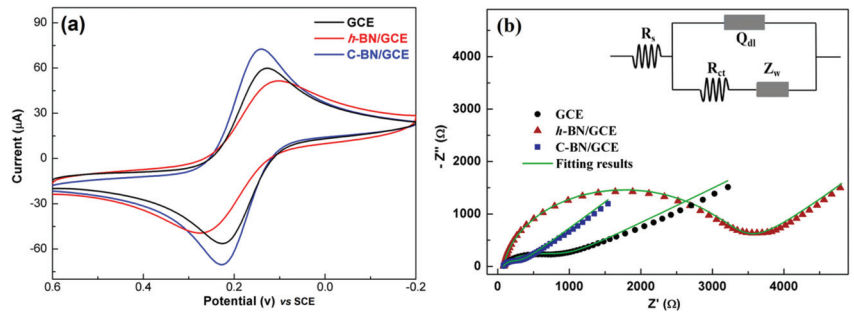 (a)
GCE
h-BN/GCE
C-BN/GCE
Current (μA)
60
30
0
-30
-60
0.6
0.4
0.2
0.0
-0.2
Potential (v) vs SCE
(b)
Rs
Qdl
Rct
Zw
GCE
h-BN/GCE
C-BN/GCE
Fitting results
- Z'' (Ω)
4000
3000
2000
1000
0
0
1000
2000
3000
4000
Z' (Ω)